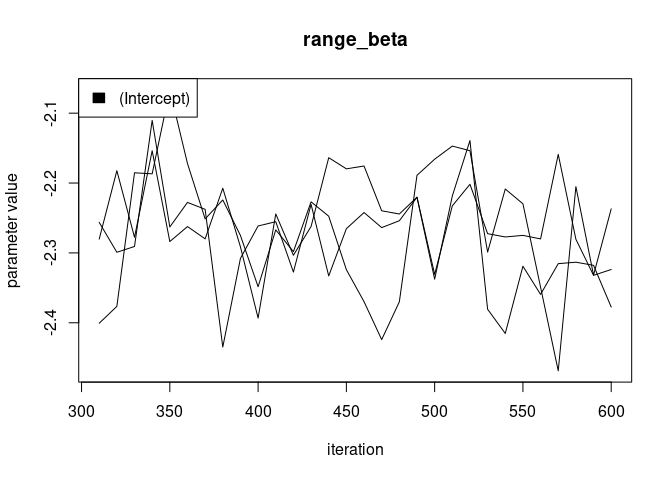 range_beta
(Intercept)
parameter value
-2.1
-2.2
-2.3
-2.4
300 350 400 450 500 550 600
iteration